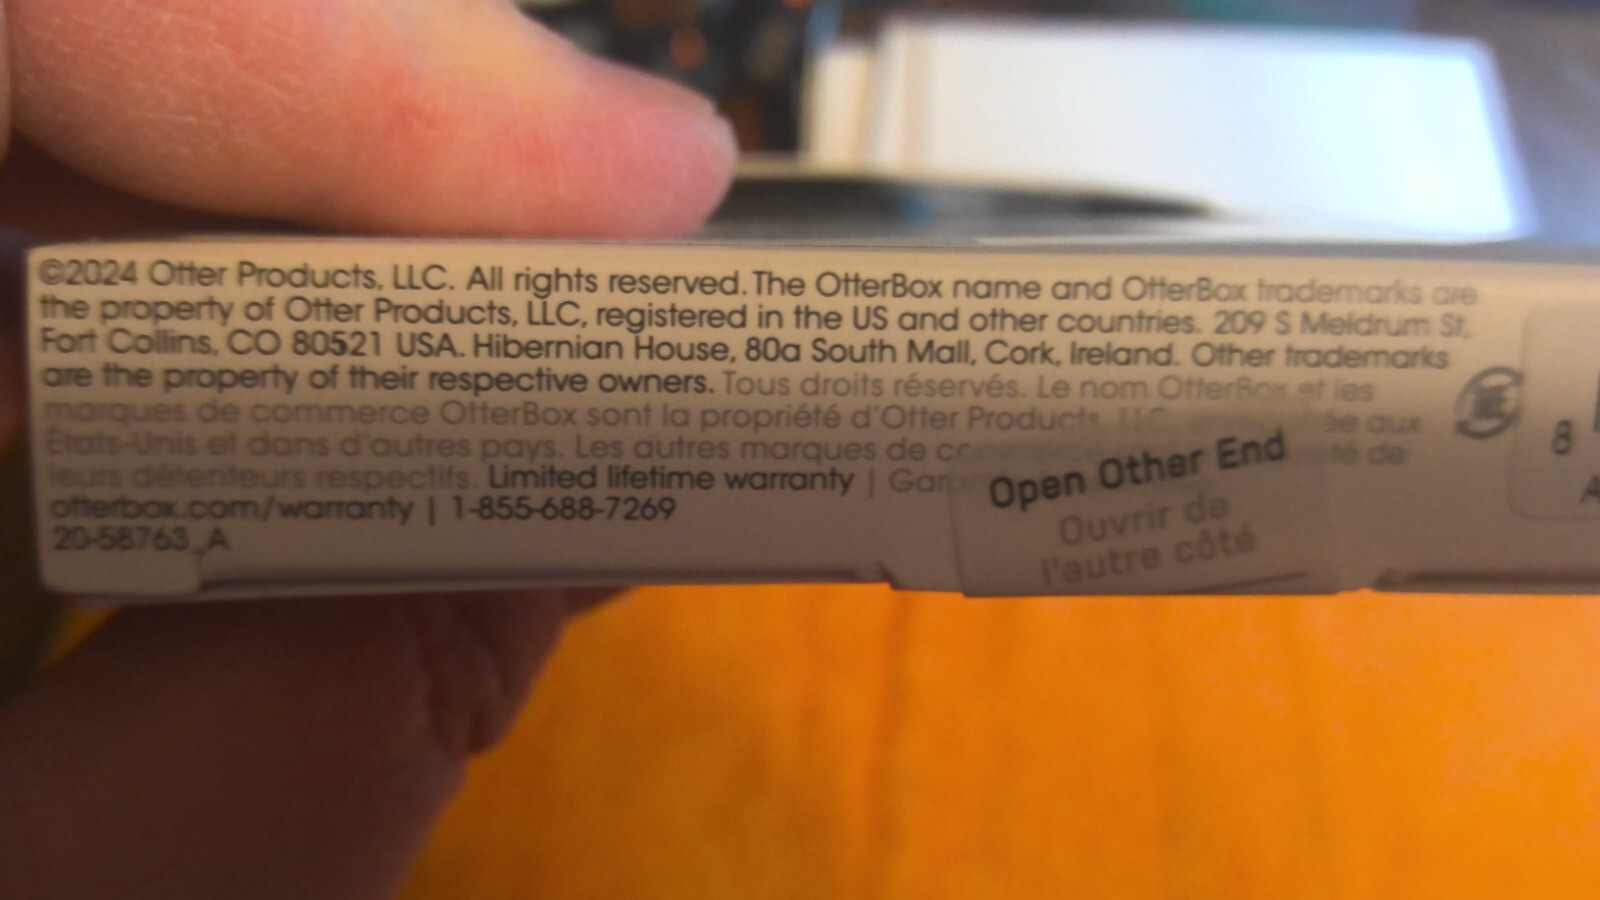 ©2024 Otter Products, LLC. All rights reserved. The OtterBox name and OtterBox trademarks are
the property of Otter Products, LLC, registered in the US and other countries. 209 S Meldrum St.
Fort Collins, CO 80521 USA. Hibernian House, 80a South Mall, Cork, Ireland. Other trademarks
are the property of their respective owners. Tous droits réservés. Le nom OtterBox et les
marques de commerce OtterBox sont la propriété d'Otter Products, LLC, aux
États-Unis et dans d'autres pays. Les autres marques de de
leurs détenteurs respectifs. Limited lifetime warranty |
otterbox.com/warranty | 1-855-688-7269
20-58763_A
Open Other End
Ouvrir de
l'autre côté
8